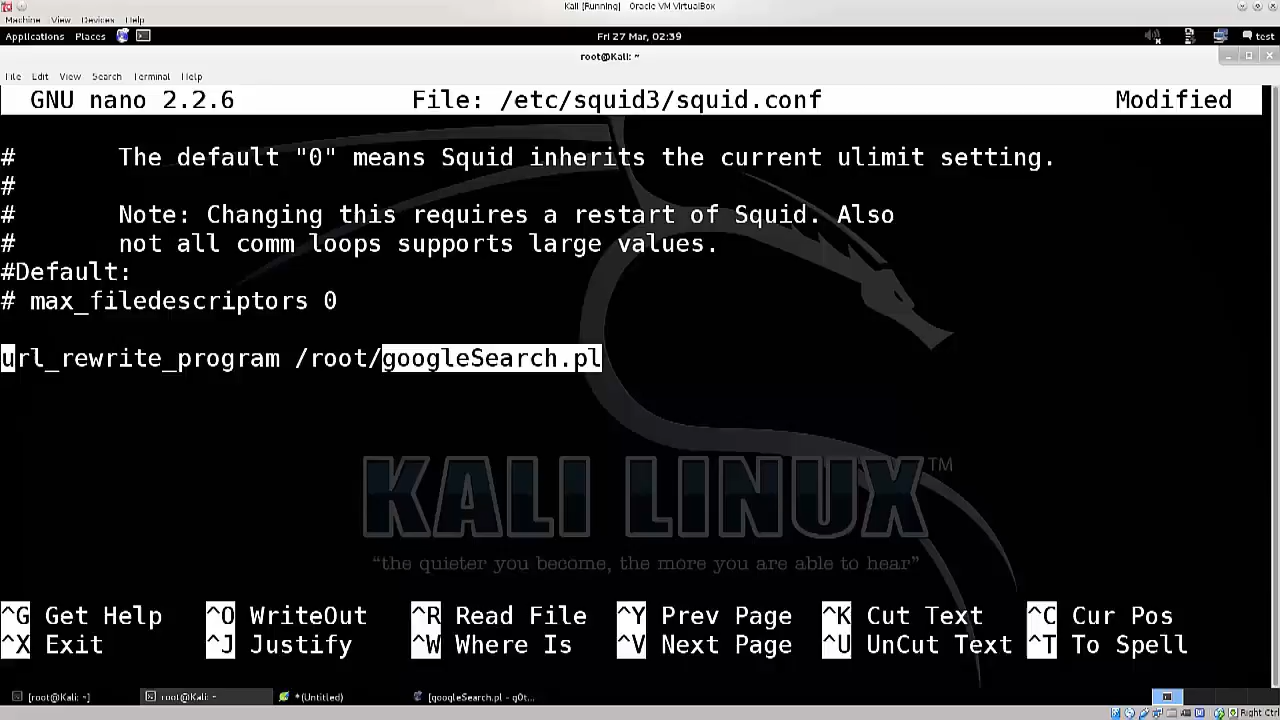 Kali [Running] - Oracle VM VirtualBox
Machine View Devices Help
Applications Places Fri 27 Mar, 02:39 test
root@Kali: ~
File Edit View Search Terminal Help
GNU nano 2.2.6 File: /etc/squid3/squid.conf Modified
# The default "0" means Squid inherits the current ulimit setting.
#
# Note: Changing this requires a restart of Squid. Also
# not all comm loops supports large values.
#Default:
# max_filedescriptors 0
url_rewrite_program /root/googleSearch.pl
KALI LINUX™
“the quieter you become, the more you are able to hear”
^G Get Help ^O WriteOut ^R Read File ^Y Prev Page ^K Cut Text ^C Cur Pos
^X Exit ^J Justify ^W Where Is ^V Next Page ^U UnCut Text ^T To Spell
[root@Kali: ~] root@Kali: ~ *(Untitled) [googleSearch.pl - g0t...
Right Ctrl